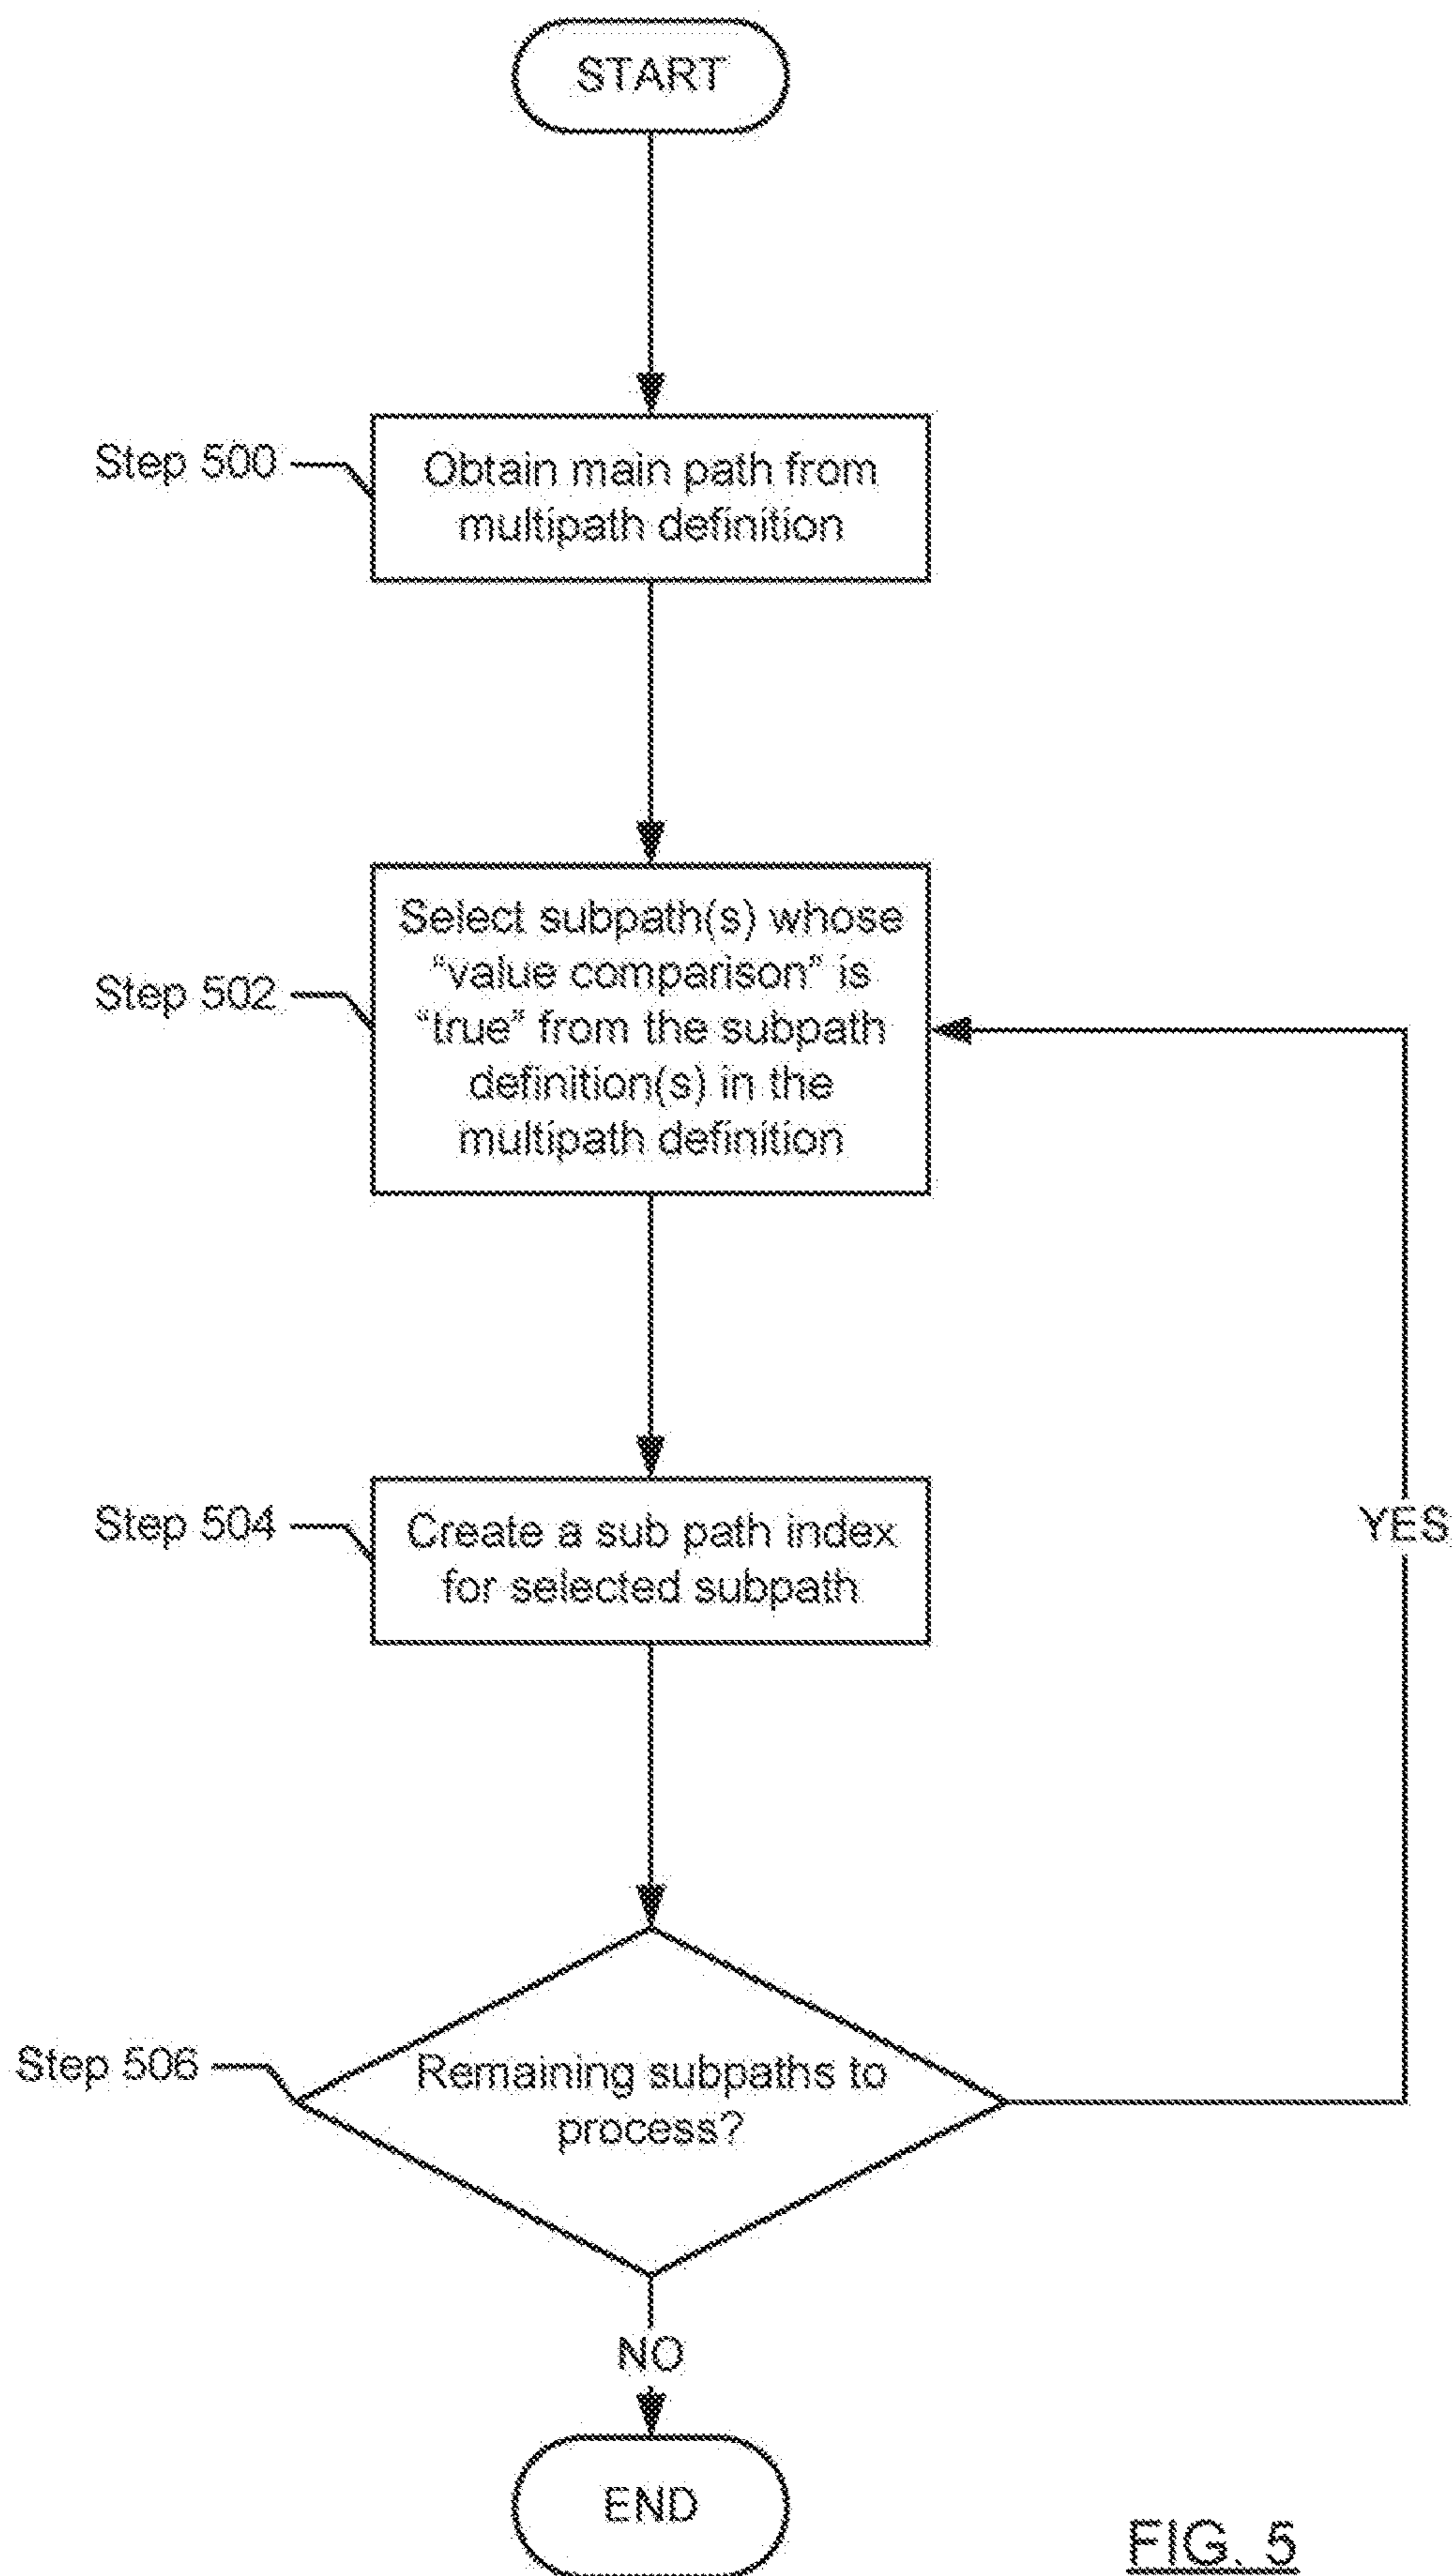 START
Step 500
Obtain main path from
multipath definition
Step 502
Select subpath(s) whose
“value comparison” is
“true” from the subpath
definition(s) in the
multipath definition
Step 504
Create a sub path index
for selected subpath
YES
Step 506
Remaining subpaths to
process?
NO
END
FIG. 5